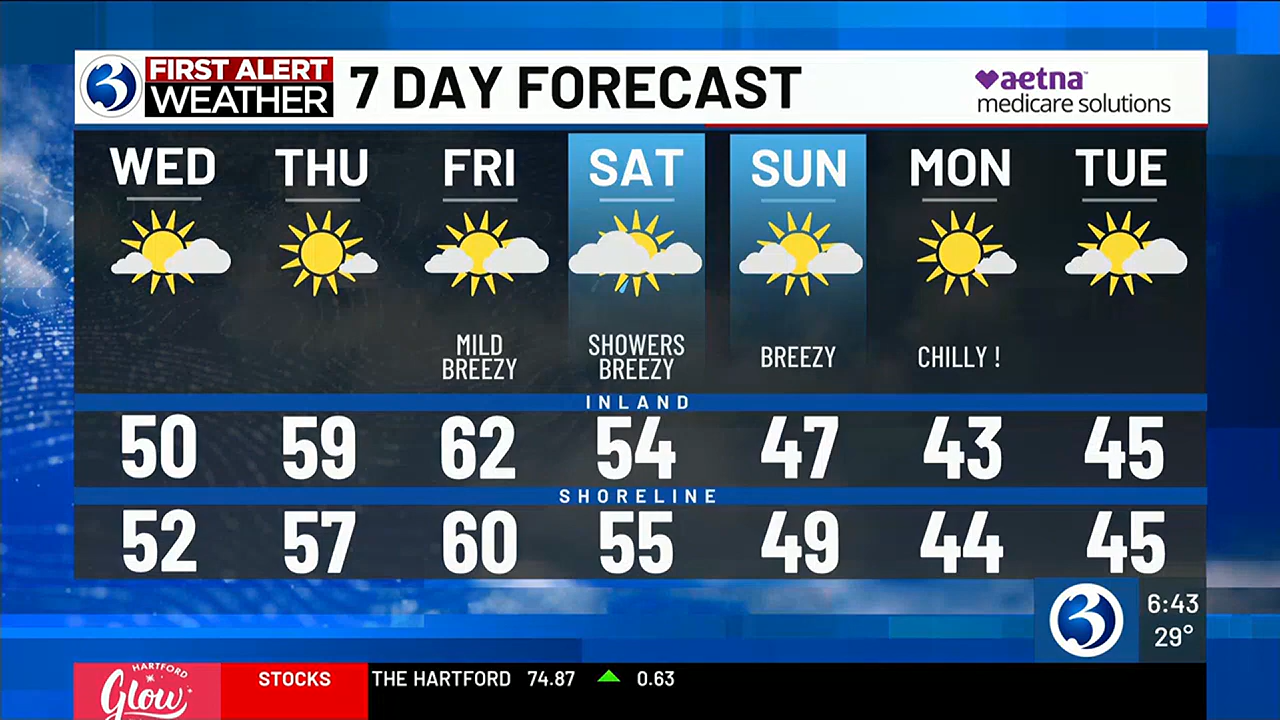 3 FIRST ALERT
WEATHER
7 DAY FORECAST
aetna™
medicare solutions
WED THU FRI SAT SUN MON TUE
MILD
BREEZY
SHOWERS
BREEZY
BREEZY
CHILLY !
INLAND
50 59 62 54 47 43 45
SHORELINE
52 57 60 55 49 44 45
3
6:43
29°
HARTFORD
Glow
STOCKS THE HARTFORD 74.87 0.63